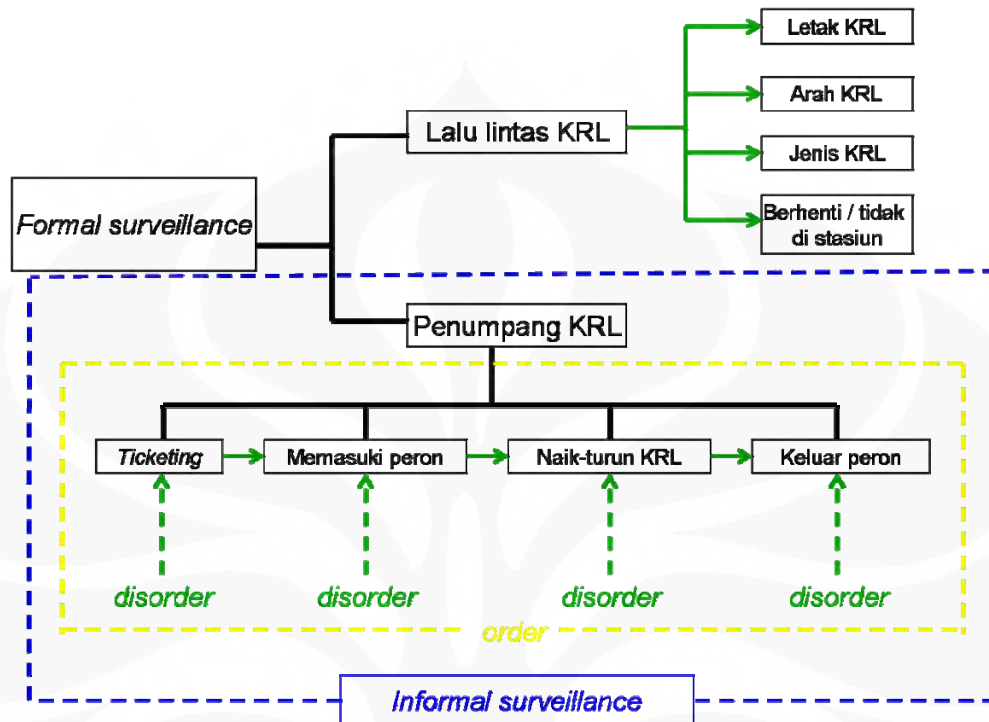 Letak KRL
Arah KRL
Lalu lintas KRL
Jenis KRL
Formal surveillance
Berhenti / tidak
di stasiun
Penumpang KRL
Ticketing
Memasuki peron
Naik-turun KRL
Keluar peron
disorder
disorder
disorder
disorder
order
Informal surveillance